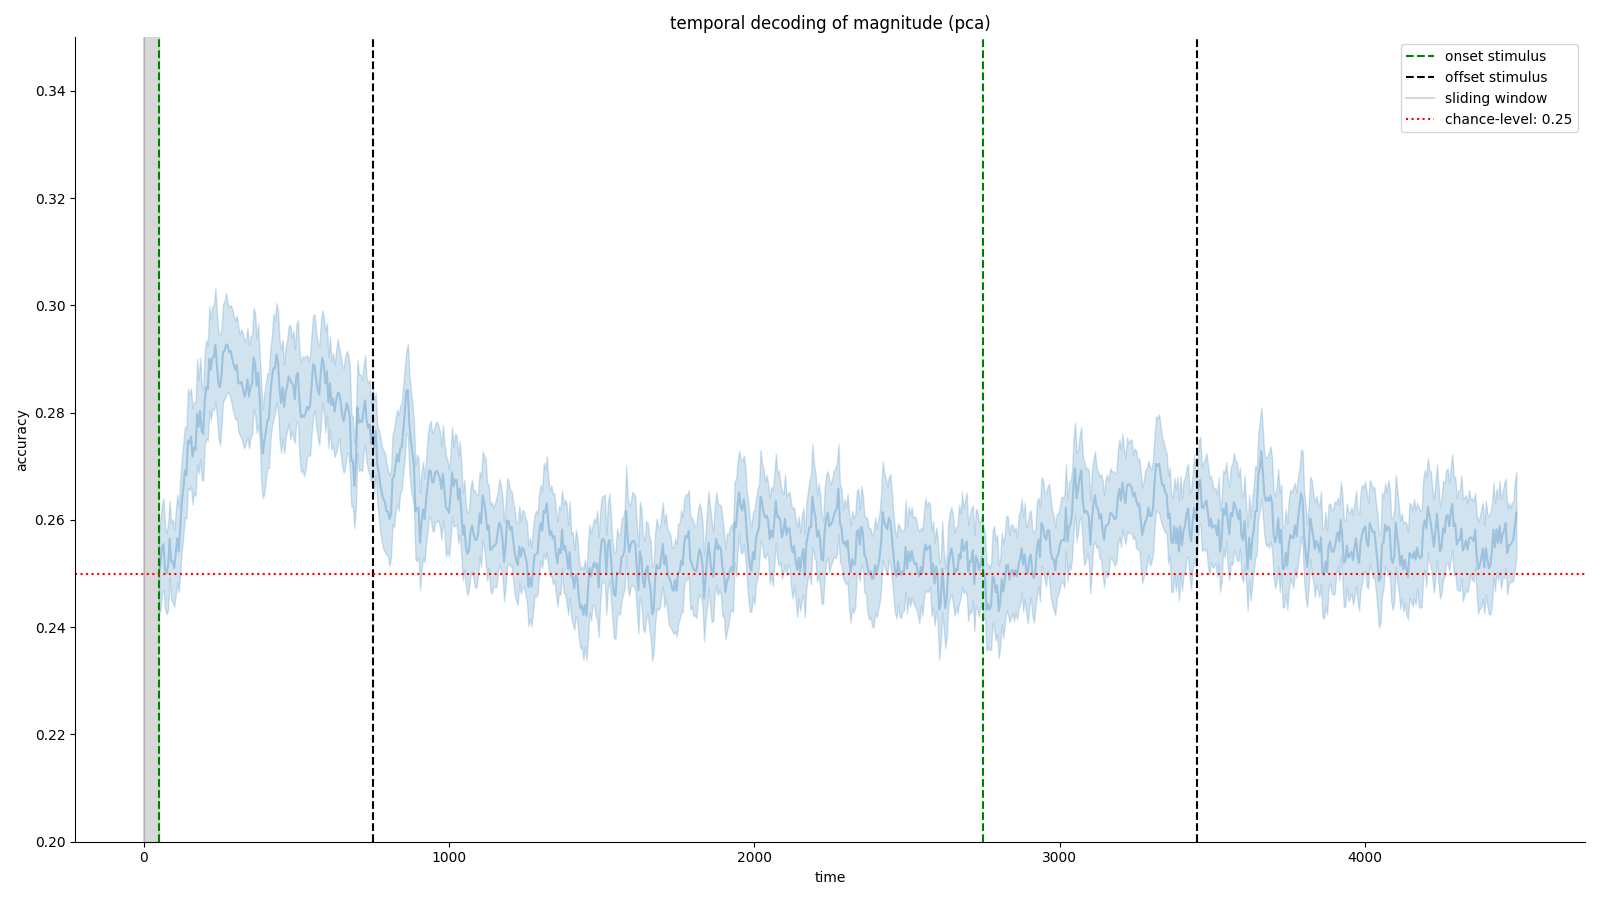 temporal decoding of magnitude (pca)
onset stimulus
offset stimulus
sliding window
chance-level: 0.25
0.34
0.32
0.30
0.28
0.26
0.24
0.22
0.20
accuracy
0 1000 2000 3000 4000
time